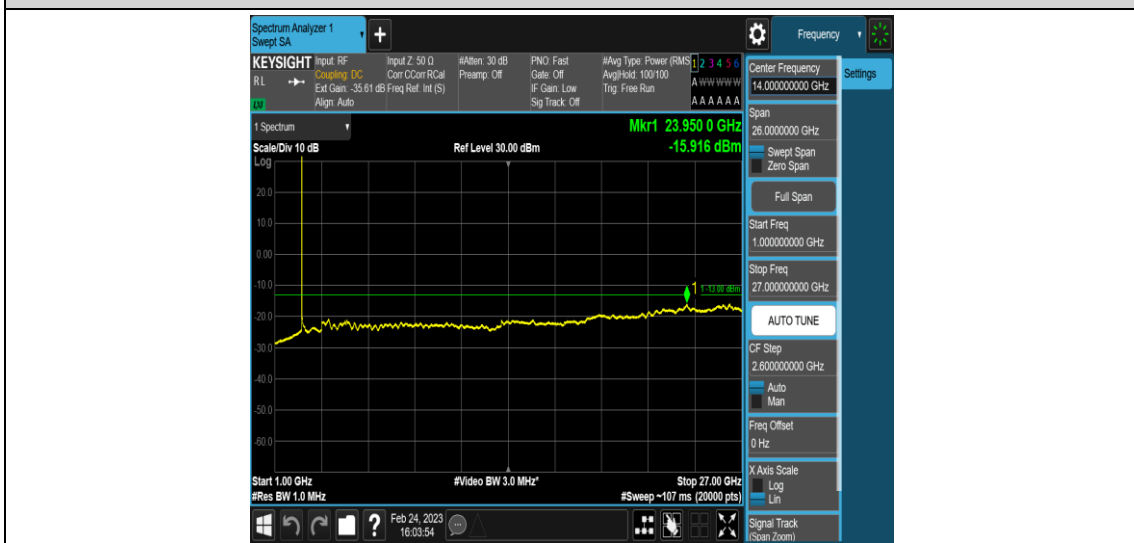 Spectrum Analyzer 1
Swept SA
+
Frequency
KEYSIGHT
RL
Input: RF
Coupling: DC
Ext Gain: -35.61 dB
Align: Auto
Input Z: 50 Ω
Corr CCorr RCal
Freq Ref: Int (S)
#Atten: 30 dB
Preamp: Off
PNO: Fast
Gate: Off
IF Gain: Low
Sig Track: Off
#Avg Type: Power (RMS
Avg|Hold: 100/100
Trig: Free Run
1 2 3 4 5 6
A W W W W W
A A A A A A
1 Spectrum
Mkr1 23.950 0 GHz
Scale/Div 10 dB
Ref Level 30.00 dBm
-15.916 dBm
Log
20.0
10.0
0.00
-10.0
1
1 -13.00 dBm
-20.0
-30.0
-40.0
-50.0
-60.0
Start 1.00 GHz
#Video BW 3.0 MHz*
Stop 27.00 GHz
#Res BW 1.0 MHz
#Sweep ~107 ms (20000 pts)
?
Feb 24, 2023
16:03:54
Center Frequency
14.000000000 GHz
Settings
Span
26.0000000 GHz
Swept Span
Zero Span
Full Span
Start Freq
1.000000000 GHz
Stop Freq
27.000000000 GHz
AUTO TUNE
CF Step
2.600000000 GHz
Auto
Man
Freq Offset
0 Hz
X Axis Scale
Log
Lin
Signal Track
(Span Zoom)